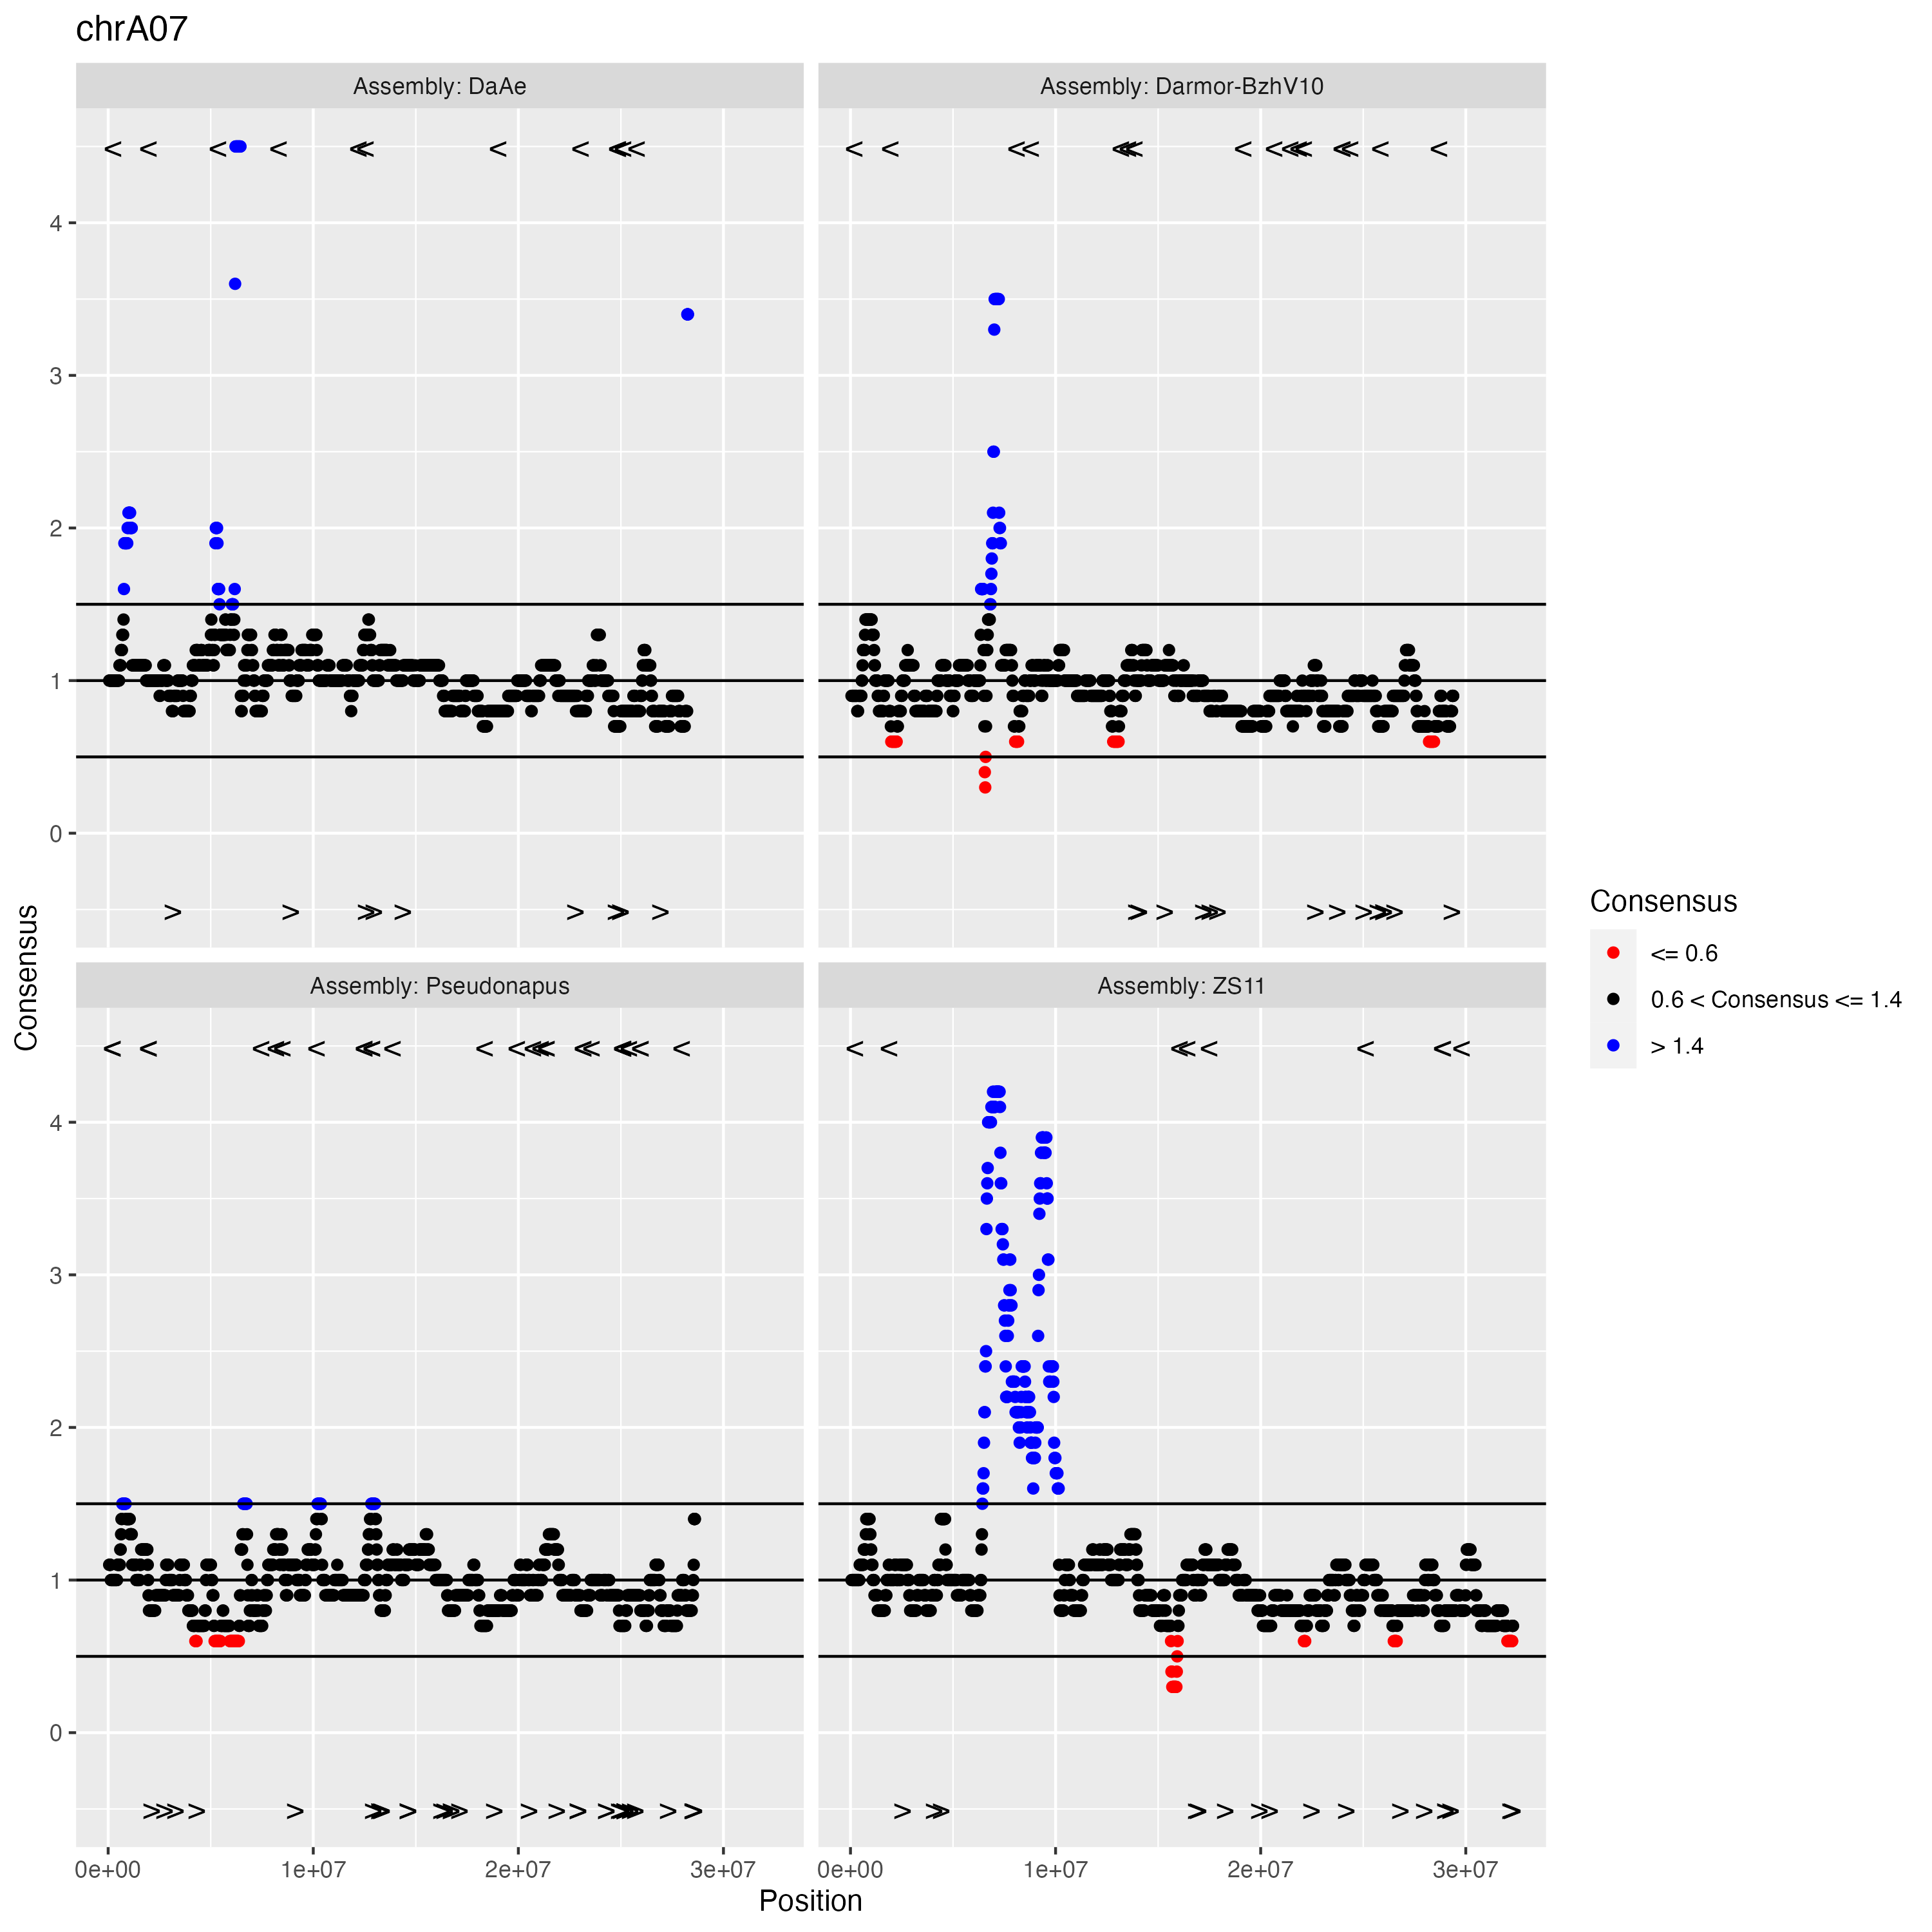 chrA07
Assembly: DaAe
Assembly: Darmor-BzhV10
< < < < < < < < < < <
< < < < < < < < < < < < < < < <
4
3
2
1
0
> > > > > > > > >
> > > > > > > > > > > > > >
Assembly: Pseudonapus
Assembly: ZS11
4
3
2
1
0
0e+00 1e+07 2e+07 3e+07
0e+00 1e+07 2e+07 3e+07
Position
Consensus
Consensus
<= 0.6
0.6 < Consensus <= 1.4
> 1.4